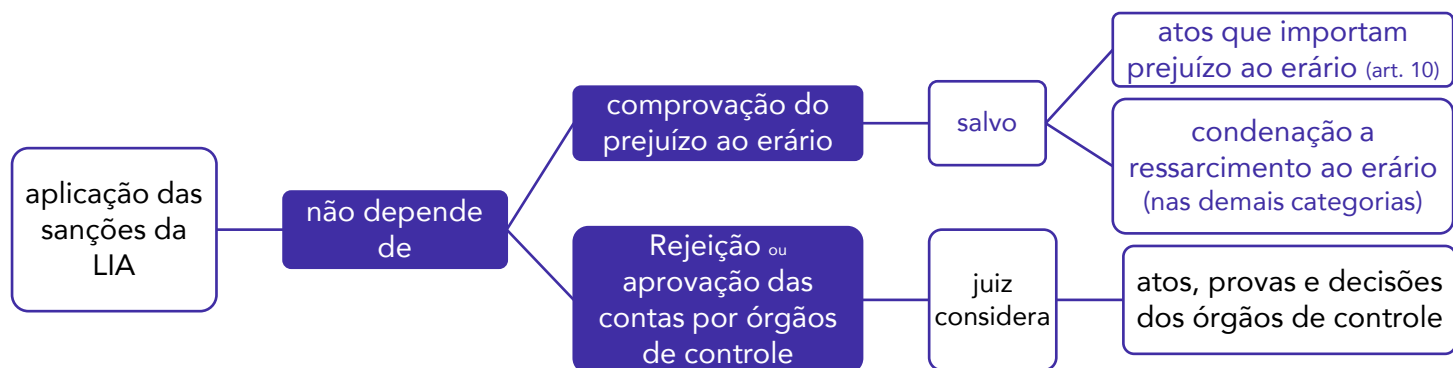 aplicação das
sanções da
LIA
não depende
de
comprovação do
prejuízo ao erário
salvo
atos que importam
prejuízo ao erário (art. 10)
condenação a
ressarcimento ao erário
(nas demais categorias)
Rejeição ou
aprovação das
contas por órgãos
de controle
juiz
considera
atos, provas e decisões
dos órgãos de controle